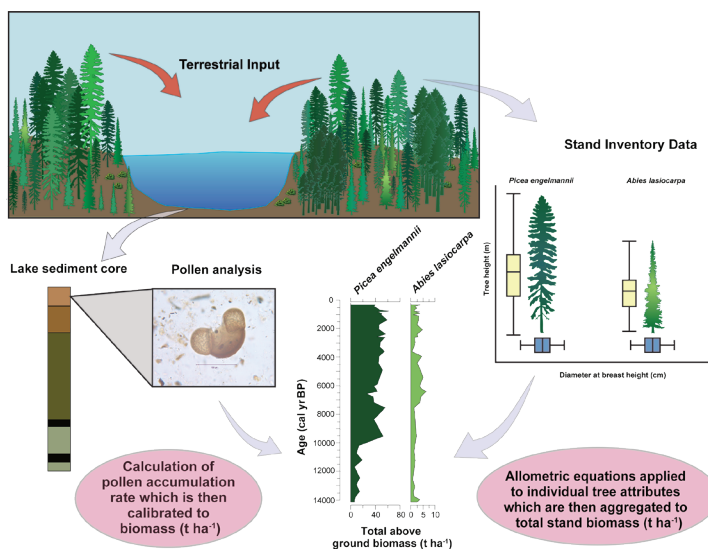 Terrestrial Input
Stand Inventory Data
Picea engelmannii
Abies lasiocarpa
Tree height (m)
Diameter at breast height (cm)
Lake sediment core
Pollen analysis
Picea engelmannii
Abies lasiocarpa
Age (cal yr BP)
0
2000
4000
6000
8000
10000
12000
14000
0 40 80
0 5 10
Total above
ground biomass (t ha⁻¹)
Calculation of
pollen accumulation
rate which is then
calibrated to
biomass (t ha⁻¹)
Allometric equations applied
to individual tree attributes
which are then aggregated to
total stand biomass (t ha⁻¹)